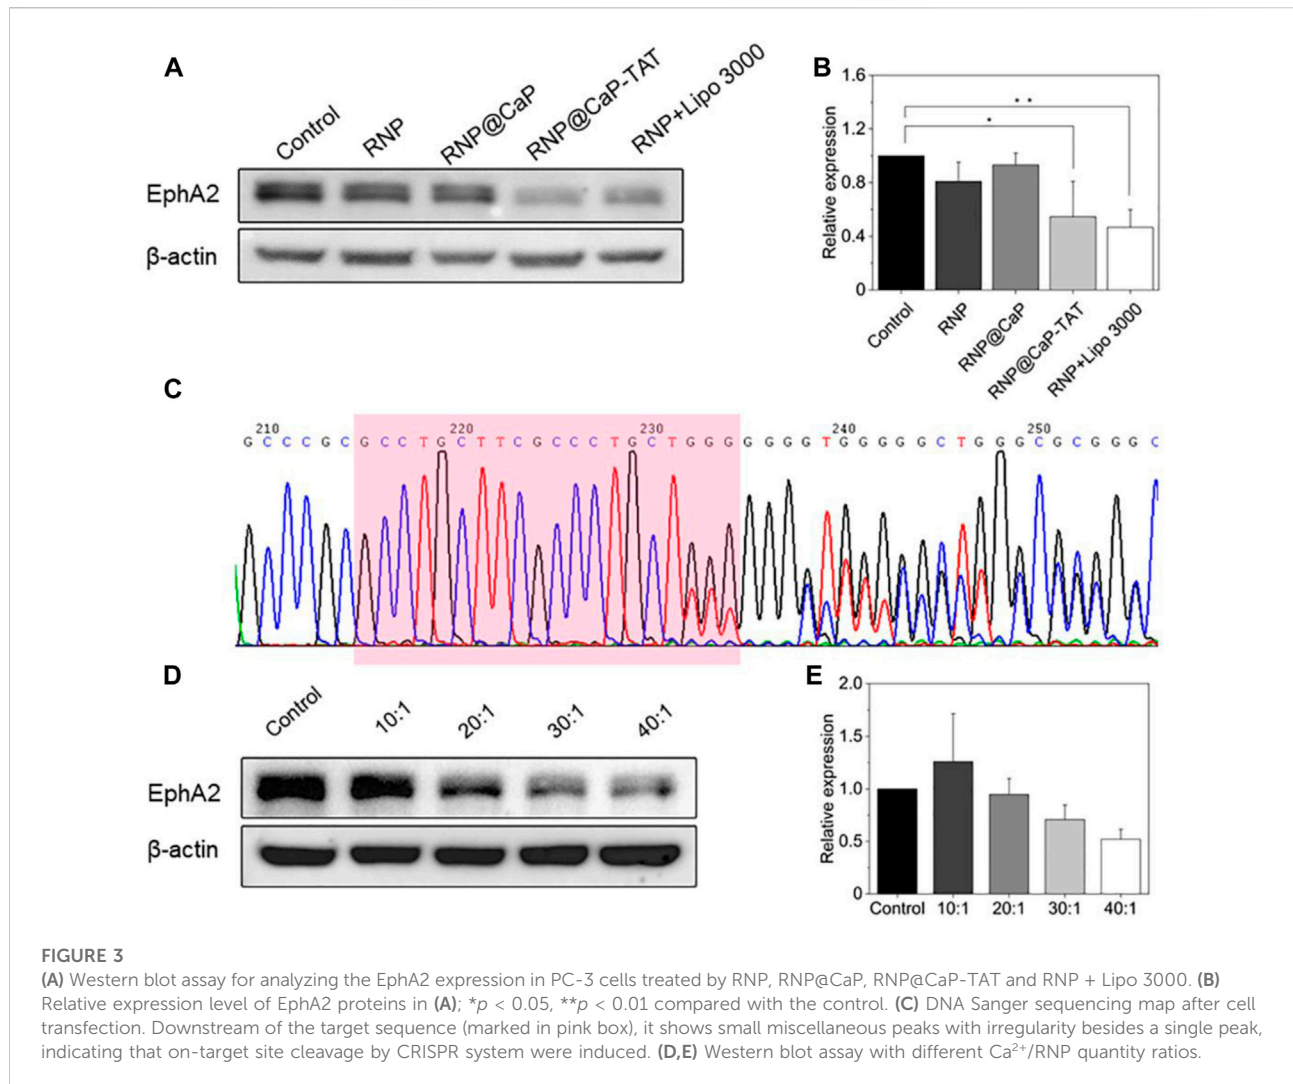 A
Control
RNP
RNP@CaP
RNP@CaP-TAT
RNP+Lipo 3000
EphA2
β-actin
B
Relative expression
1.6
1.2
0.8
0.4
0
* *
*
Control
RNP
RNP@CaP
RNP@CaP-TAT
RNP+Lipo 3000
C
210 220 230 240 250
G C C C G C G C C T G C T T C G C C C T G C T G G G G G G G T G G G G G C T G G G C G C G G G C
D
Control
10:1
20:1
30:1
40:1
EphA2
β-actin
E
Relative expression
2.0
1.5
1.0
0.5
0
Control 10:1 20:1 30:1 40:1
FIGURE 3
(A) Western blot assay for analyzing the EphA2 expression in PC-3 cells treated by RNP, RNP@CaP, RNP@CaP-TAT and RNP + Lipo 3000. (B)
Relative expression level of EphA2 proteins in (A); *p < 0.05, **p < 0.01 compared with the control. (C) DNA Sanger sequencing map after cell
transfection. Downstream of the target sequence (marked in pink box), it shows small miscellaneous peaks with irregularity besides a single peak,
indicating that on-target site cleavage by CRISPR system were induced. (D,E) Western blot assay with different Ca²⁺/RNP quantity ratios.